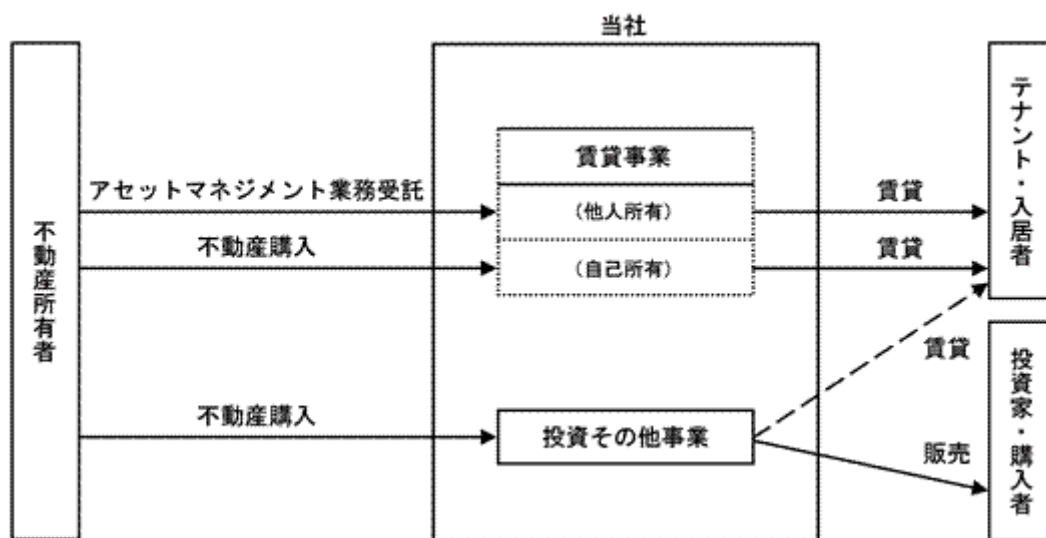 当社
不動産所有者
アセットマネジメント業務受託
不動産購入
不動産購入
賃貸事業
(他人所有)
(自己所有)
投資その他事業
賃貸
賃貸
賃貸
販売
テナント・入居者
投資家・購入者